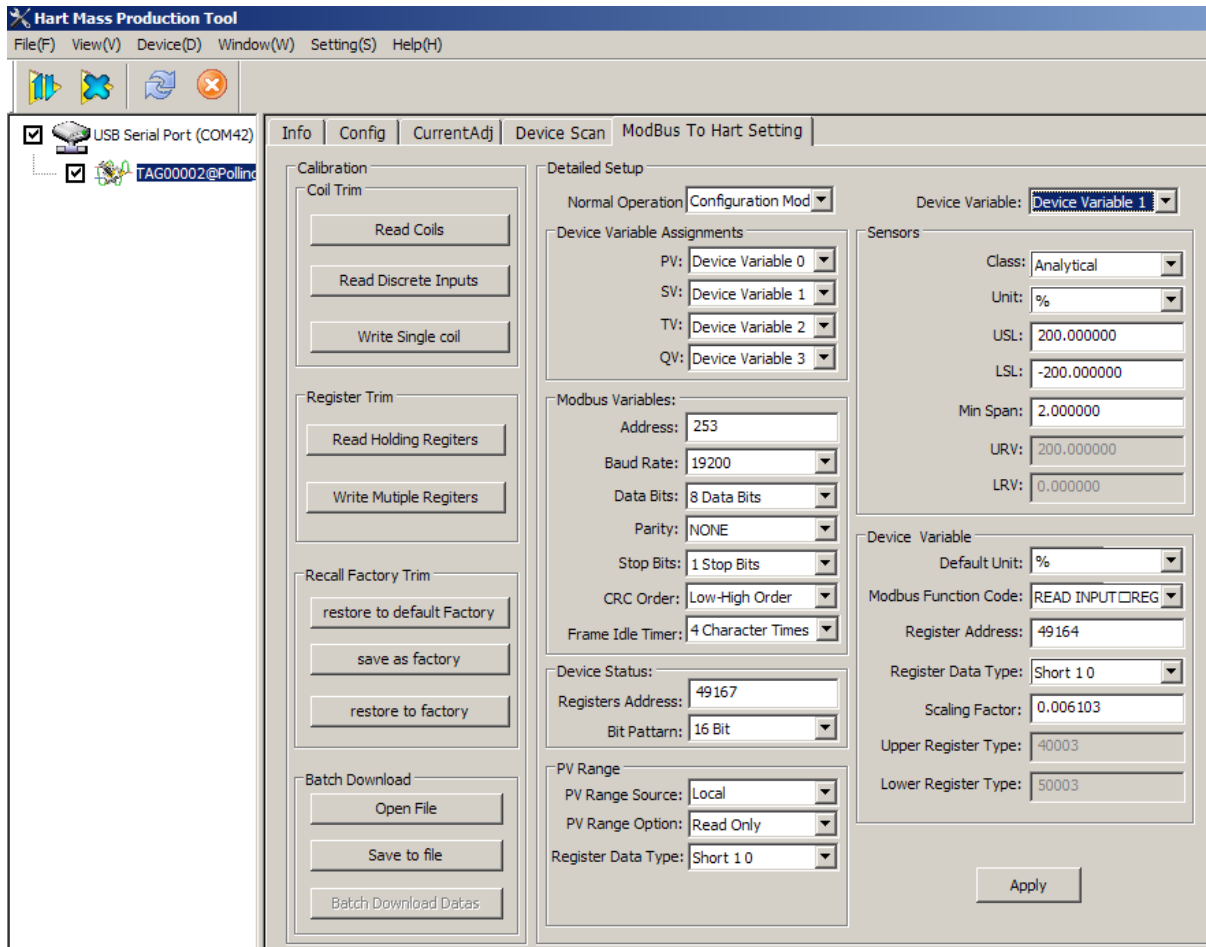 Hart Mass Production Tool
File(F) View(V) Device(D) Window(W) Setting(S) Help(H)
USB Serial Port (COM42)
TAG00002@Polling
Info Config CurrentAdj Device Scan ModBus To Hart Setting
Calibration
Coil Trim
Read Coils
Read Discrete Inputs
Write Single coil
Register Trim
Read Holding Regiters
Write Mutiple Regiters
Recall Factory Trim
restore to default Factory
save as factory
restore to factory
Batch Download
Open File
Save to file
Batch Download Datas
Detailed Setup
Normal Operation Configuration Mod
Device Variable Assignments
PV: Device Variable 0
SV: Device Variable 1
TV: Device Variable 2
QV: Device Variable 3
Modbus Variables:
Address: 253
Baud Rate: 19200
Data Bits: 8 Data Bits
Parity: NONE
Stop Bits: 1 Stop Bits
CRC Order: Low-High Order
Frame Idle Timer: 4 Character Times
Device Status:
Registers Address: 49167
Bit Pattarn: 16 Bit
PV Range
PV Range Source: Local
PV Range Option: Read Only
Register Data Type: Short 1 0
Device Variable: Device Variable 1
Sensors
Class: Analytical
Unit: %
USL: 200.000000
LSL: -200.000000
Min Span: 2.000000
URV: 200.000000
LRV: 0.000000
Device Variable
Default Unit: %
Modbus Function Code: READ INPUT□REG
Register Address: 49164
Register Data Type: Short 1 0
Scaling Factor: 0.006103
Upper Register Type: 40003
Lower Register Type: 50003
Apply